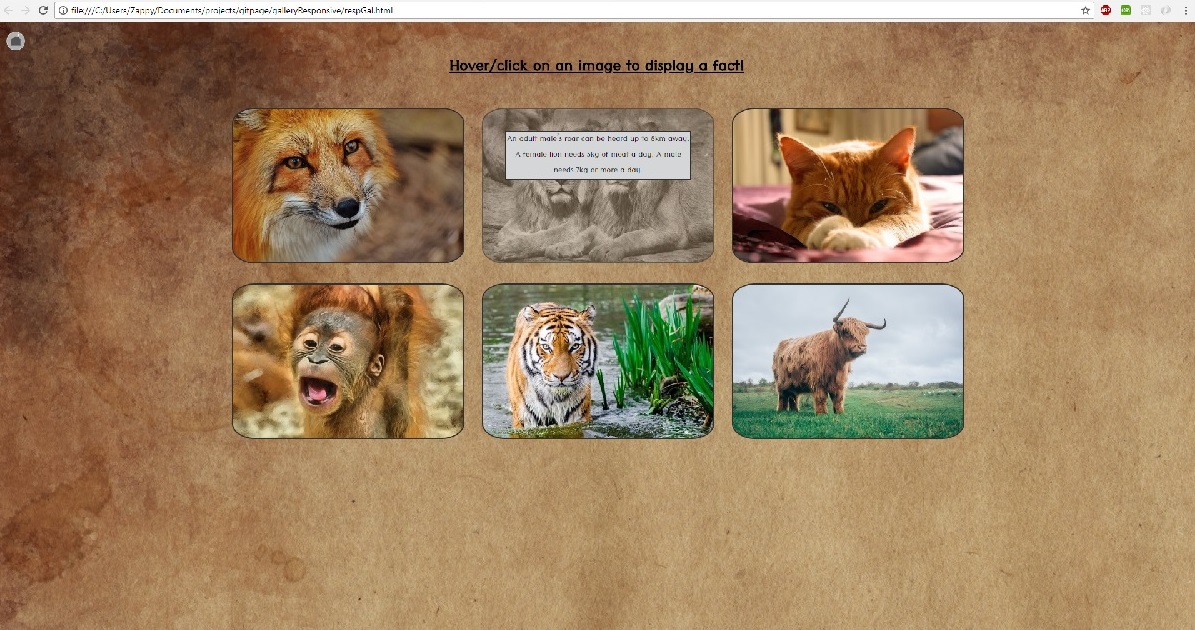 file:///C:/Users/Zappy/Documents/projects/gitpage/galleryResponsive/respGal.html
Hover/click on an image to display a fact!
An adult male's roar can be heard up to 8km away.
A female lion needs 5kg of meat a day. A male
needs 7kg or more a day.